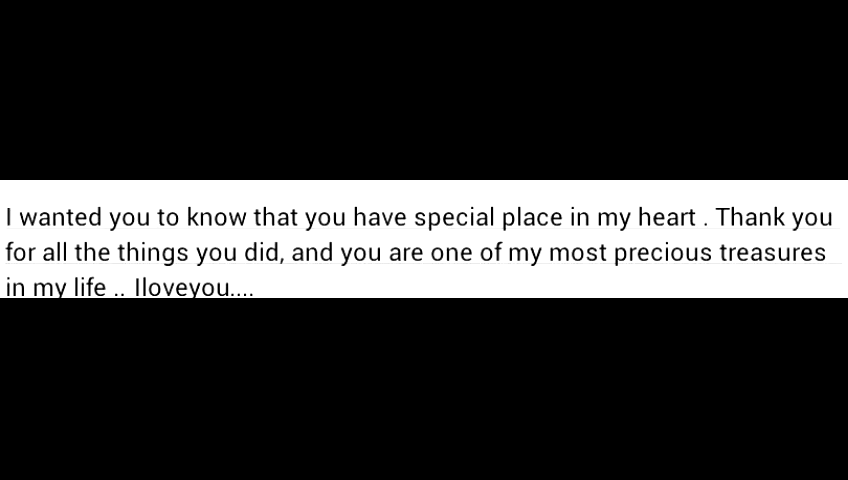 I wanted you to know that you have special place in my heart . Thank you
for all the things you did, and you are one of my most precious treasures
in my life .. Iloveyou....